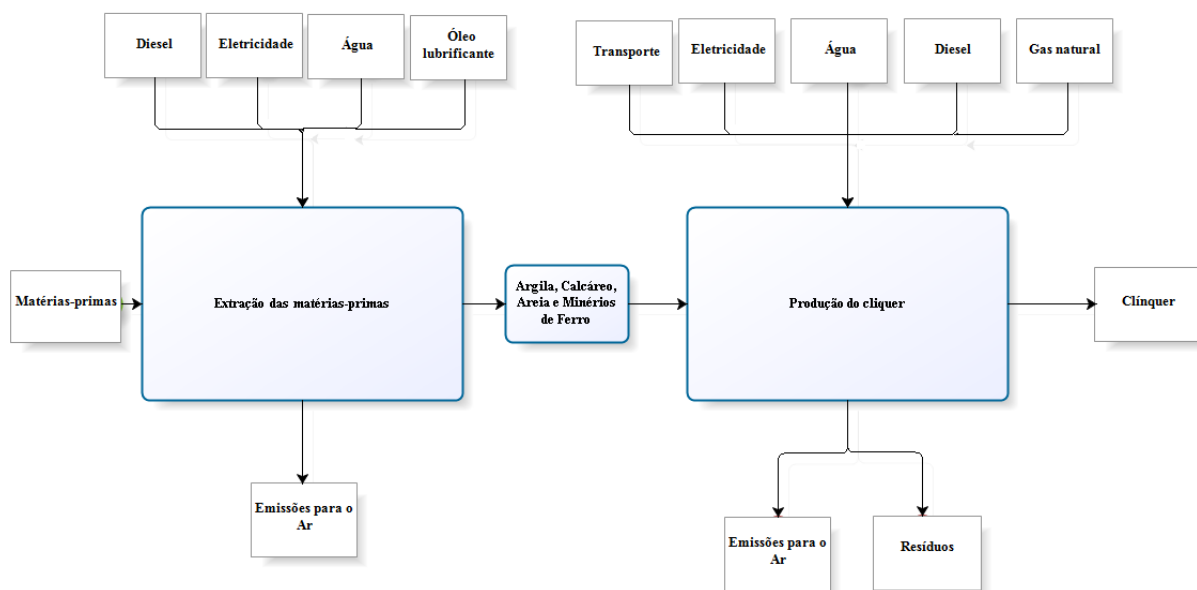 Diesel
Eletricidade
Água
Óleo
lubrificante
Transporte
Eletricidade
Água
Diesel
Gas natural
Matérias-primas
Extração das matérias-primas
Argila, Calcáreo,
Areia e Minérios
de Ferro
Produção do cliquer
Clínquer
Emissões para o
Ar
Emissões para o
Ar
Resíduos